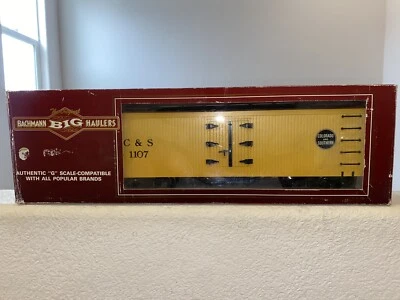 BACHMANN BIG HAULERS
C & S
1107
COLORADO
AND
SOUTHERN
AUTHENTIC "G" SCALE-COMPATIBLE
WITH ALL POPULAR BRANDS